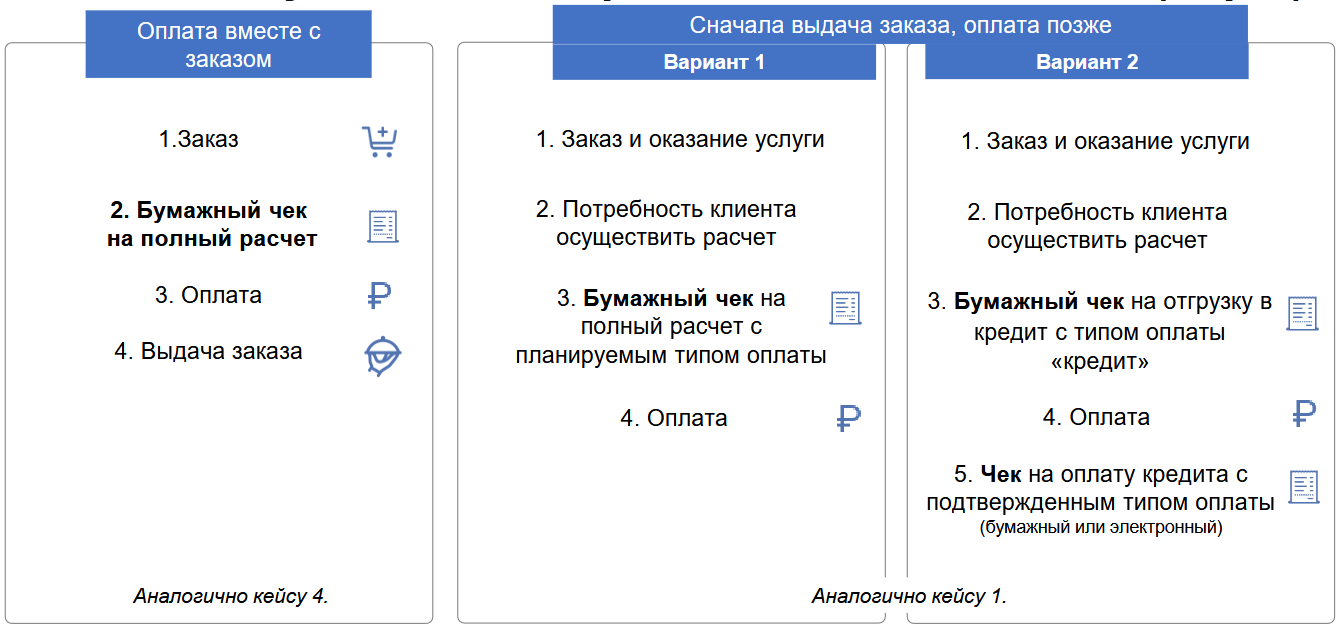 Оплата вместе с
заказом
1.Заказ
2. Бумажный чек
на полный расчет
3. Оплата
4. Выдача заказа
Аналогично кейсу 4.
Сначала выдача заказа, оплата позже
Вариант 1
1. Заказ и оказание услуги
2. Потребность клиента
осуществить расчет
3. Бумажный чек на
полный расчет с
планируемым типом оплаты
4. Оплата
Вариант 2
1. Заказ и оказание услуги
2. Потребность клиента
осуществить расчет
3. Бумажный чек на отгрузку в
кредит с типом оплаты
«кредит»
4. Оплата
5. Чек на оплату кредита с
подтвержденным типом оплаты
(бумажный или электронный)
Аналогично кейсу 1.